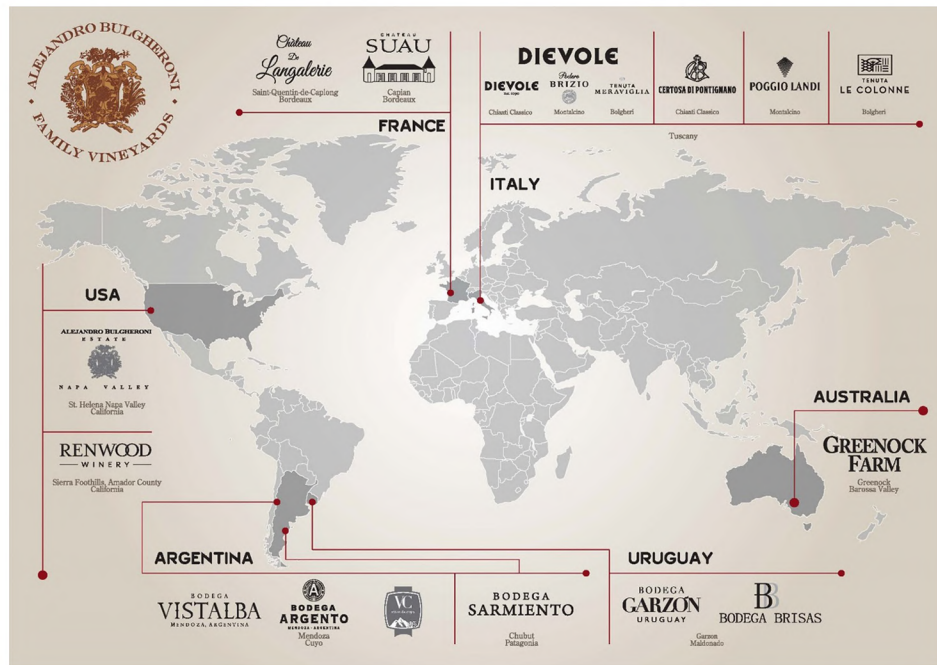 ALEJANDRO BULGHERONI
FAMILY VINEYARDS
Château
De
Langalerie
Saint-Quentin-de-Caplong
Bordeaux
CHATEAU
SUAU
Capian
Bordeaux
FRANCE
DIEVOLE
DIEVOLE
Chianti Classico
Podere
BRIZIO
Montalcino
TENUTA
MERAVIGLIA
Bolgheri
CERTOSA DI PONTIGNANO
Chianti Classico
POGGIO LANDI
Montalcino
TENUTA
LE COLONNE
Bolgheri
Tuscany
ITALY
USA
ALEJANDRO BULGHERONI
ESTATE
NAPA VALLEY
St. Helena Napa Valley
California
RENWOOD
WINERY
Sierra Foothills, Amador County
California
AUSTRALIA
GREENOCK
FARM
Greenock
Barossa Valley
ARGENTINA
BODEGA
VISTALBA
MENDOZA, ARGENTINA
A
BODEGA
ARGENTO
MENDOZA - ARGENTINA
Mendoza
Cuyo
VC
BODEGA
SARMIENTO
Chubut
Patagonia
URUGUAY
BODEGA
GARZÓN
URUGUAY
B
BODEGA BRISAS
Garzon
Maldonado